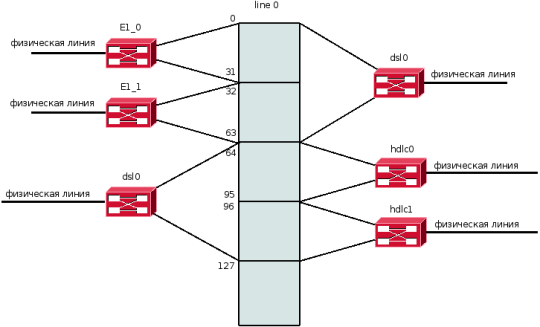 line 0
0
E1_0
физическая линия
dsl0
31
физическая линия
32
E1_1
физическая линия
63
64
hdlc0
физическая линия
dsl0
95
физическая линия
96
hdlc1
физическая линия
127